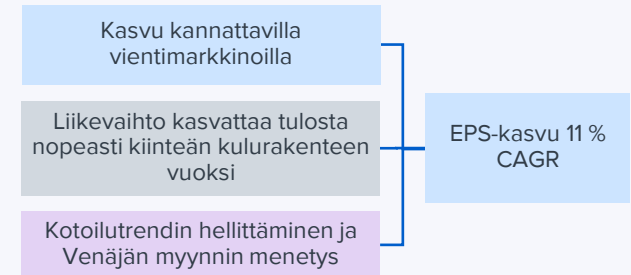 Kasvu kannattavilla
vientimarkkinoilla
Liikevaihto kasvattaa tulosta
nopeasti kiinteän kulurakenteen
vuoksi
Kotoilutrendin hellittäminen ja
Venäjän myynnin menetys
EPS-kasvu 11 %
CAGR